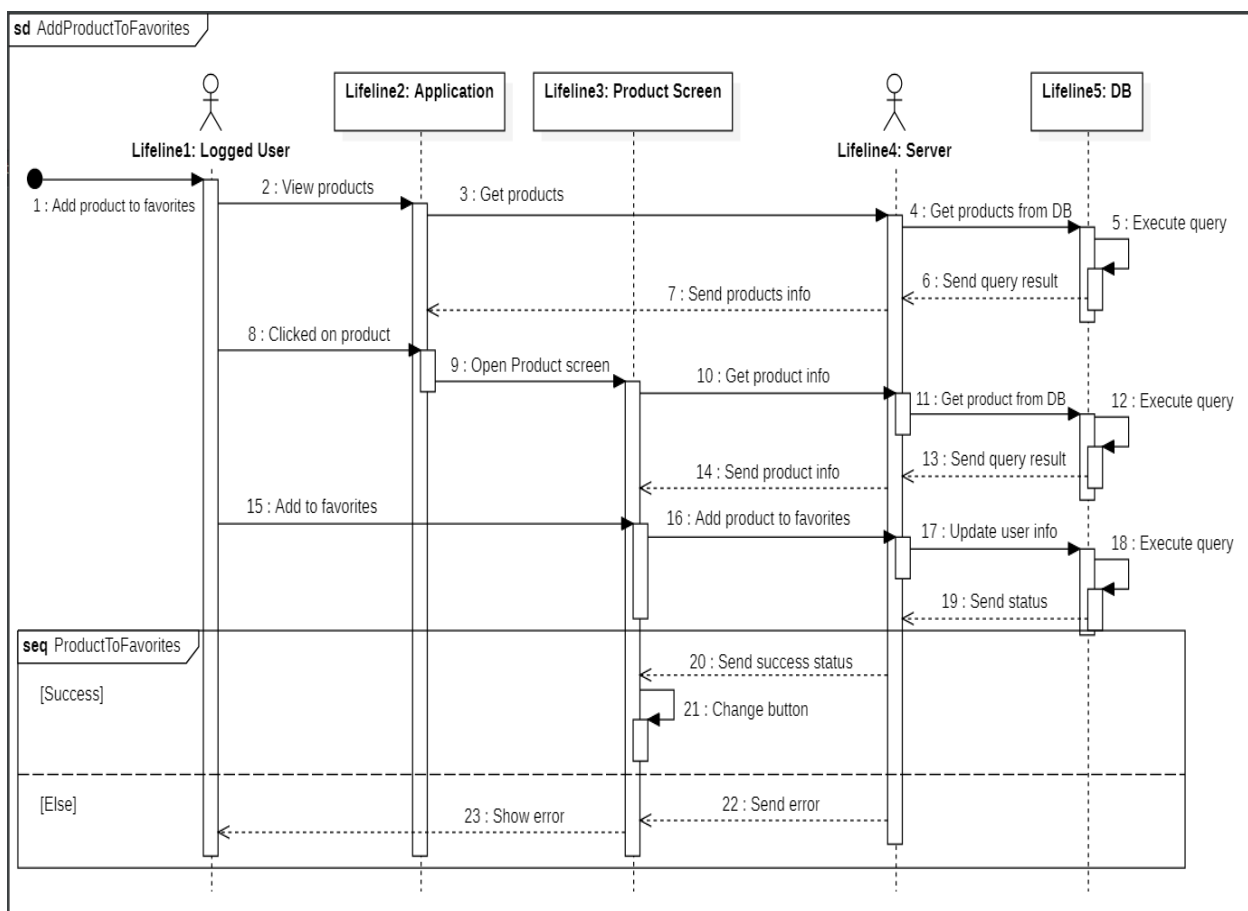 sd AddProductToFavorites
Lifeline2: Application
Lifeline3: Product Screen
Lifeline5: DB
Lifeline1: Logged User
Lifeline4: Server
1 : Add product to favorites
2 : View products
3 : Get products
4 : Get products from DB
5 : Execute query
6 : Send query result
7 : Send products info
8 : Clicked on product
9 : Open Product screen
10 : Get product info
11 : Get product from DB
12 : Execute query
13 : Send query result
14 : Send product info
15 : Add to favorites
16 : Add product to favorites
17 : Update user info
18 : Execute query
19 : Send status
seq ProductToFavorites
20 : Send success status
[Success]
21 : Change button
[Else]
22 : Send error
23 : Show error